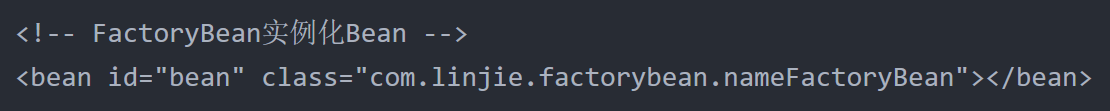 <!-- FactoryBean实例化Bean -->
<bean id="bean" class="com.linjie.factorybean.nameFactoryBean"></bean>